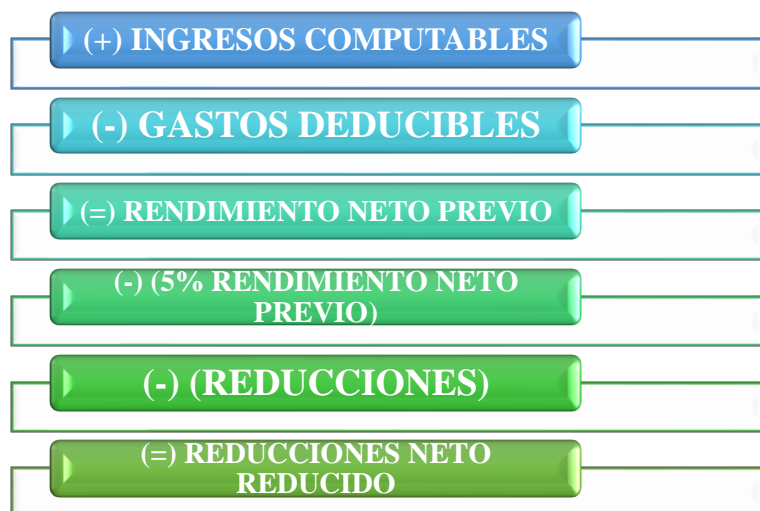 (+) INGRESOS COMPUTABLES
(-) GASTOS DEDUCIBLES
(=) RENDIMIENTO NETO PREVIO
(-) (5% RENDIMIENTO NETO
PREVIO)
(-) (REDUCCIONES)
(=) REDUCCIONES NETO
REDUCIDO